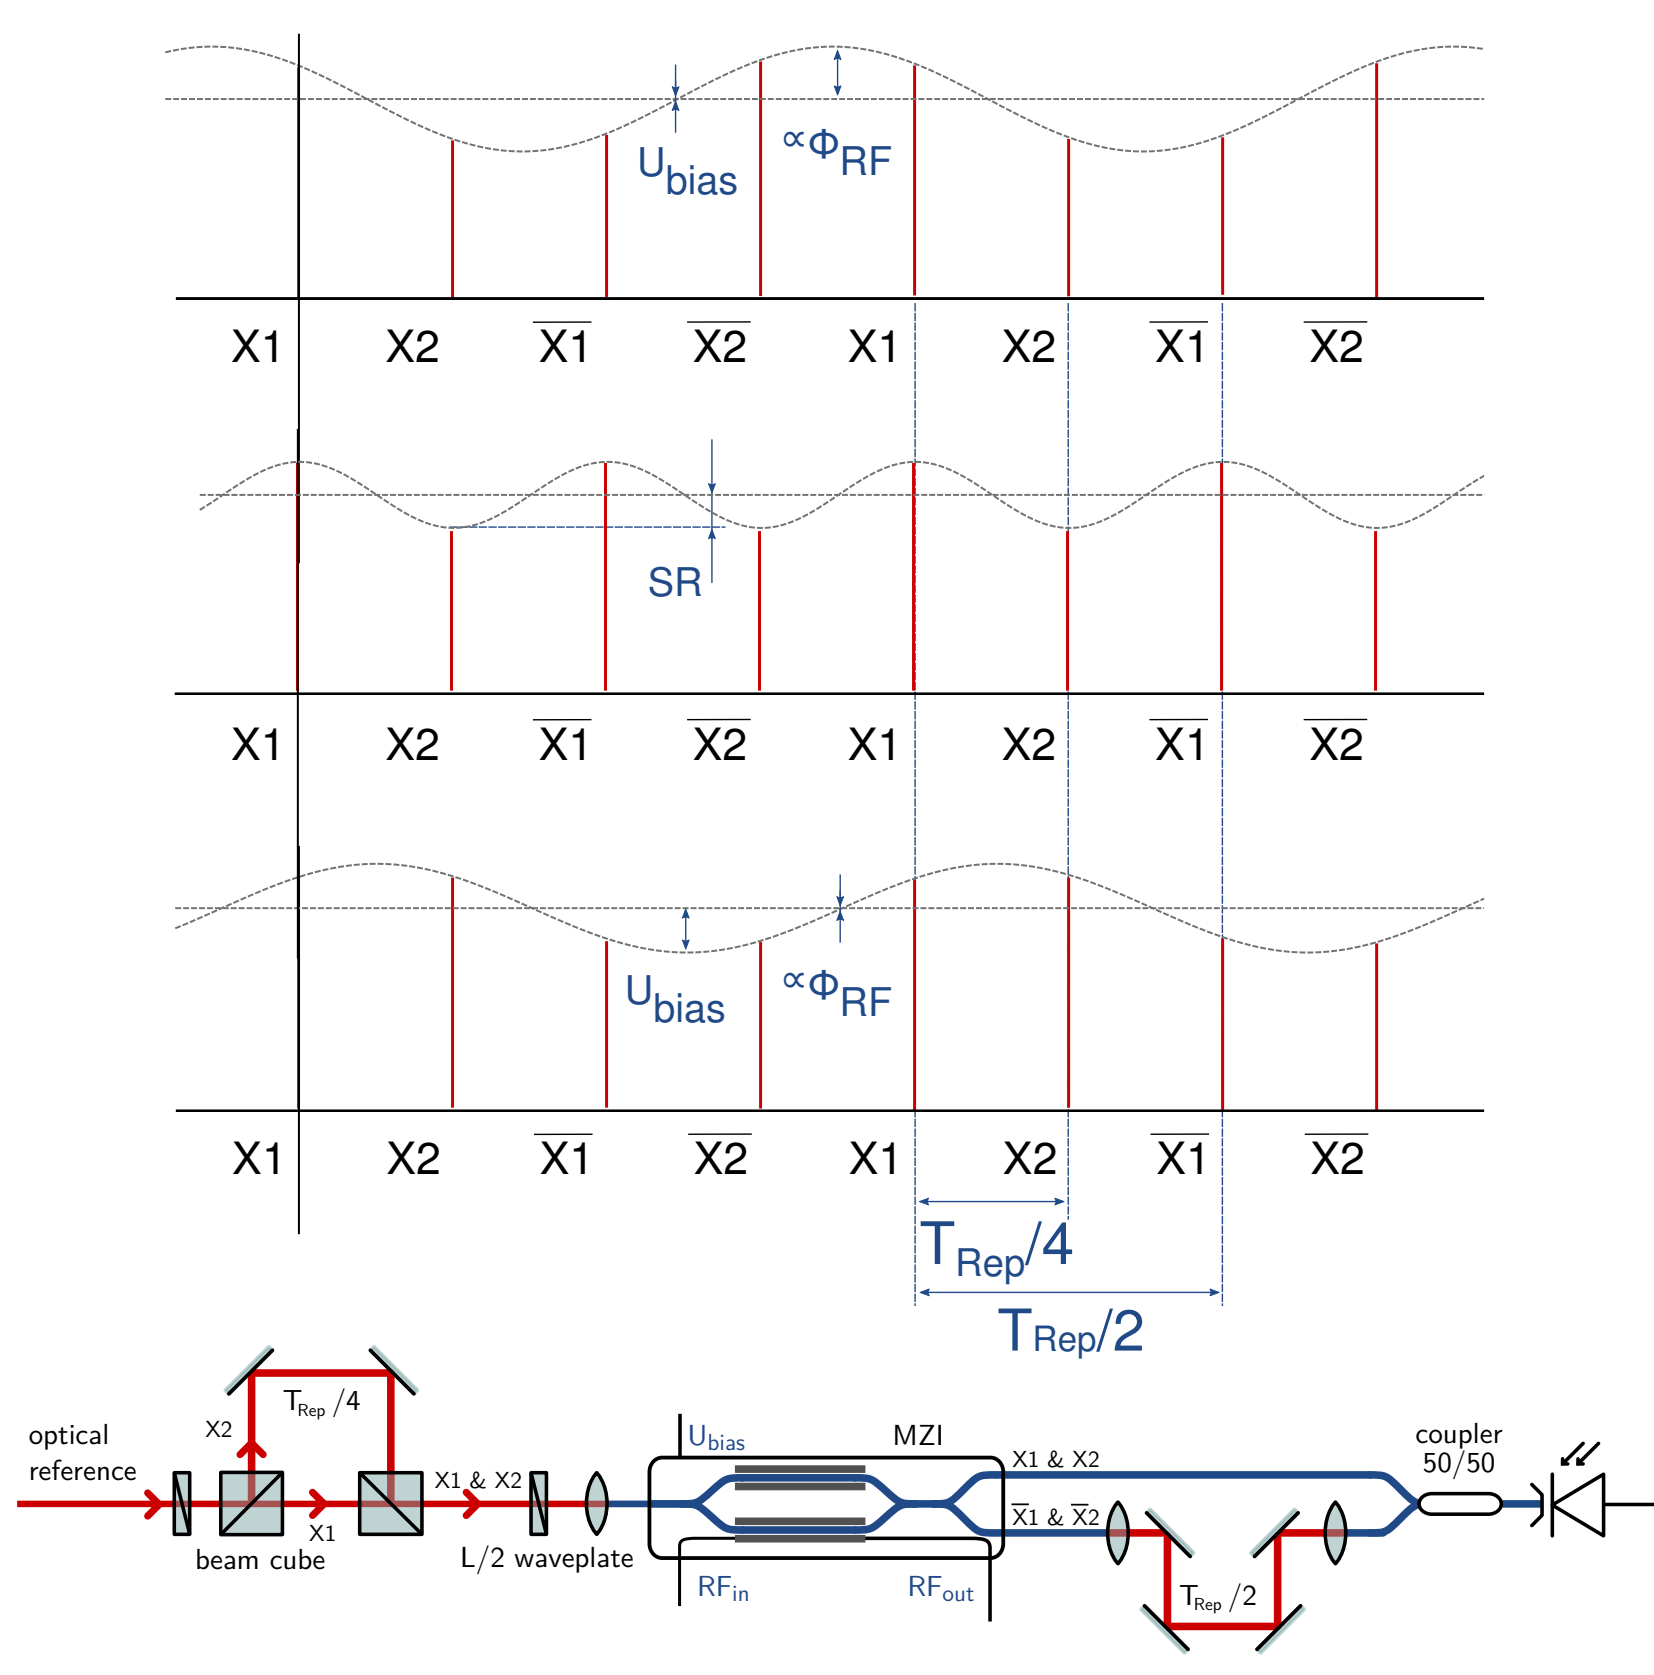 U_bias
∝Φ_RF
X1 X2 X̅1̅ X̅2̅ X1 X2 X̅1̅ X̅2̅
SR
X1 X2 X̅1̅ X̅2̅ X1 X2 X̅1̅ X̅2̅
U_bias
∝Φ_RF
X1 X2 X̅1̅ X̅2̅ X1 X2 X̅1̅ X̅2̅
T_Rep/4
T_Rep/2
optical
reference
X2
T_Rep /4
X1
beam cube
X1 & X2
L/2 waveplate
U_bias
MZI
RF_in
RF_out
X1 & X2
X̅1 & X̅2
T_Rep /2
coupler
50/50